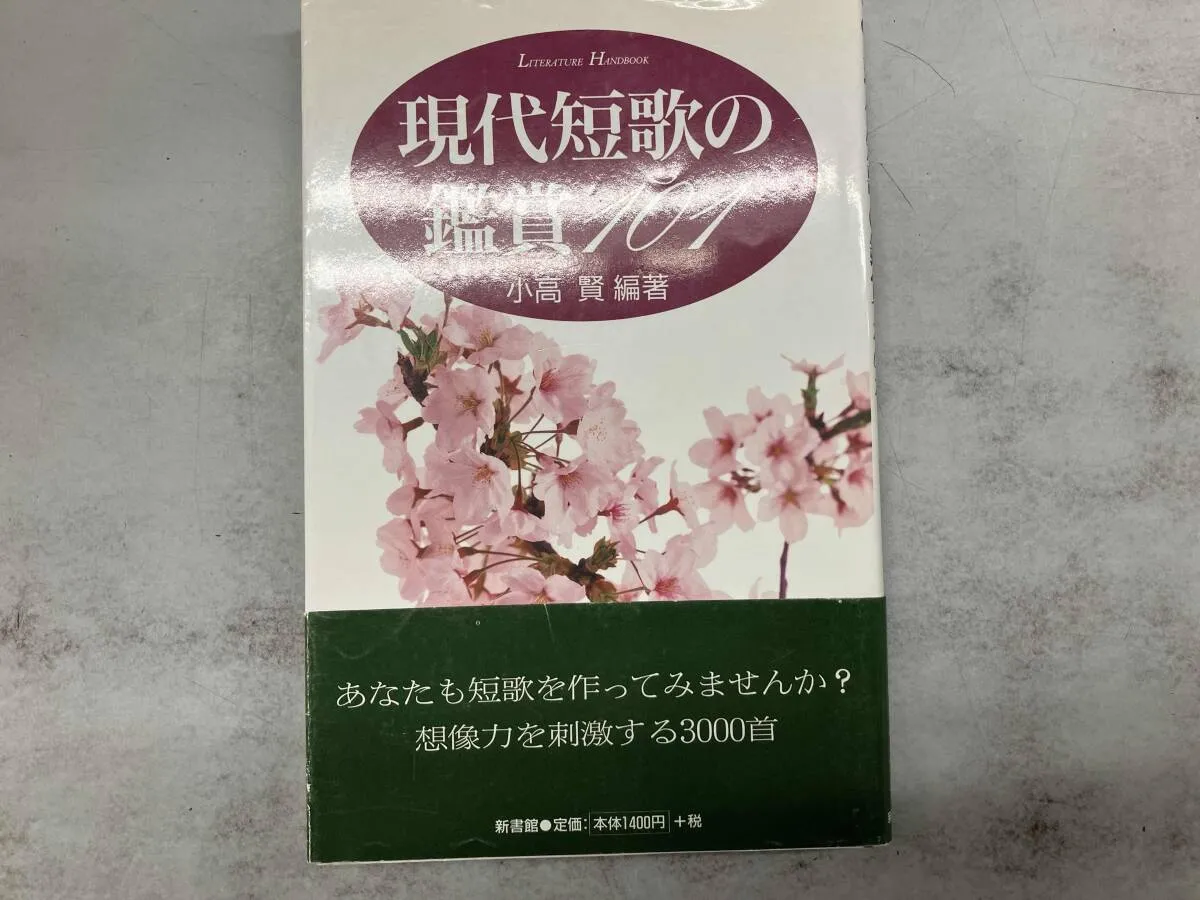 LITERATURE HANDBOOK
現代短歌の
鑑賞101
小高 賢 編著
あなたも短歌を作ってみませんか?
想像力を刺激する3000首
新書館●定価:本体1400円+税